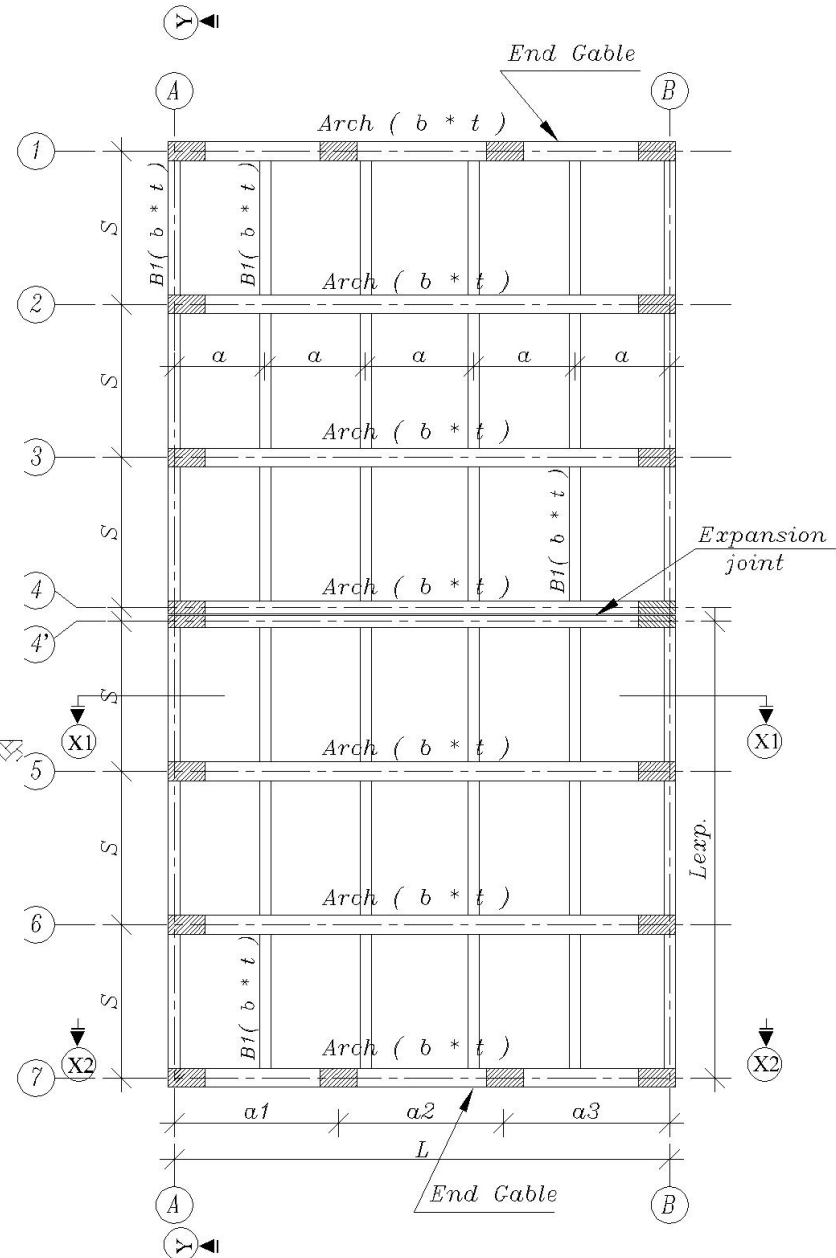 Y
End Gable
A
B
Arch ( b * t )
1
B1( b * t )
B1( b * t )
S
Arch ( b * t )
2
a
a
a
a
a
S
Arch ( b * t )
3
B1( b * t )
S
Expansion
joint
Arch ( b * t )
4
4'
S
X1
X1
Arch ( b * t )
5
Lexp.
S
Arch ( b * t )
6
B1( b * t )
S
Arch ( b * t )
X2
X2
7
a1
a2
a3
L
End Gable
A
B
Y